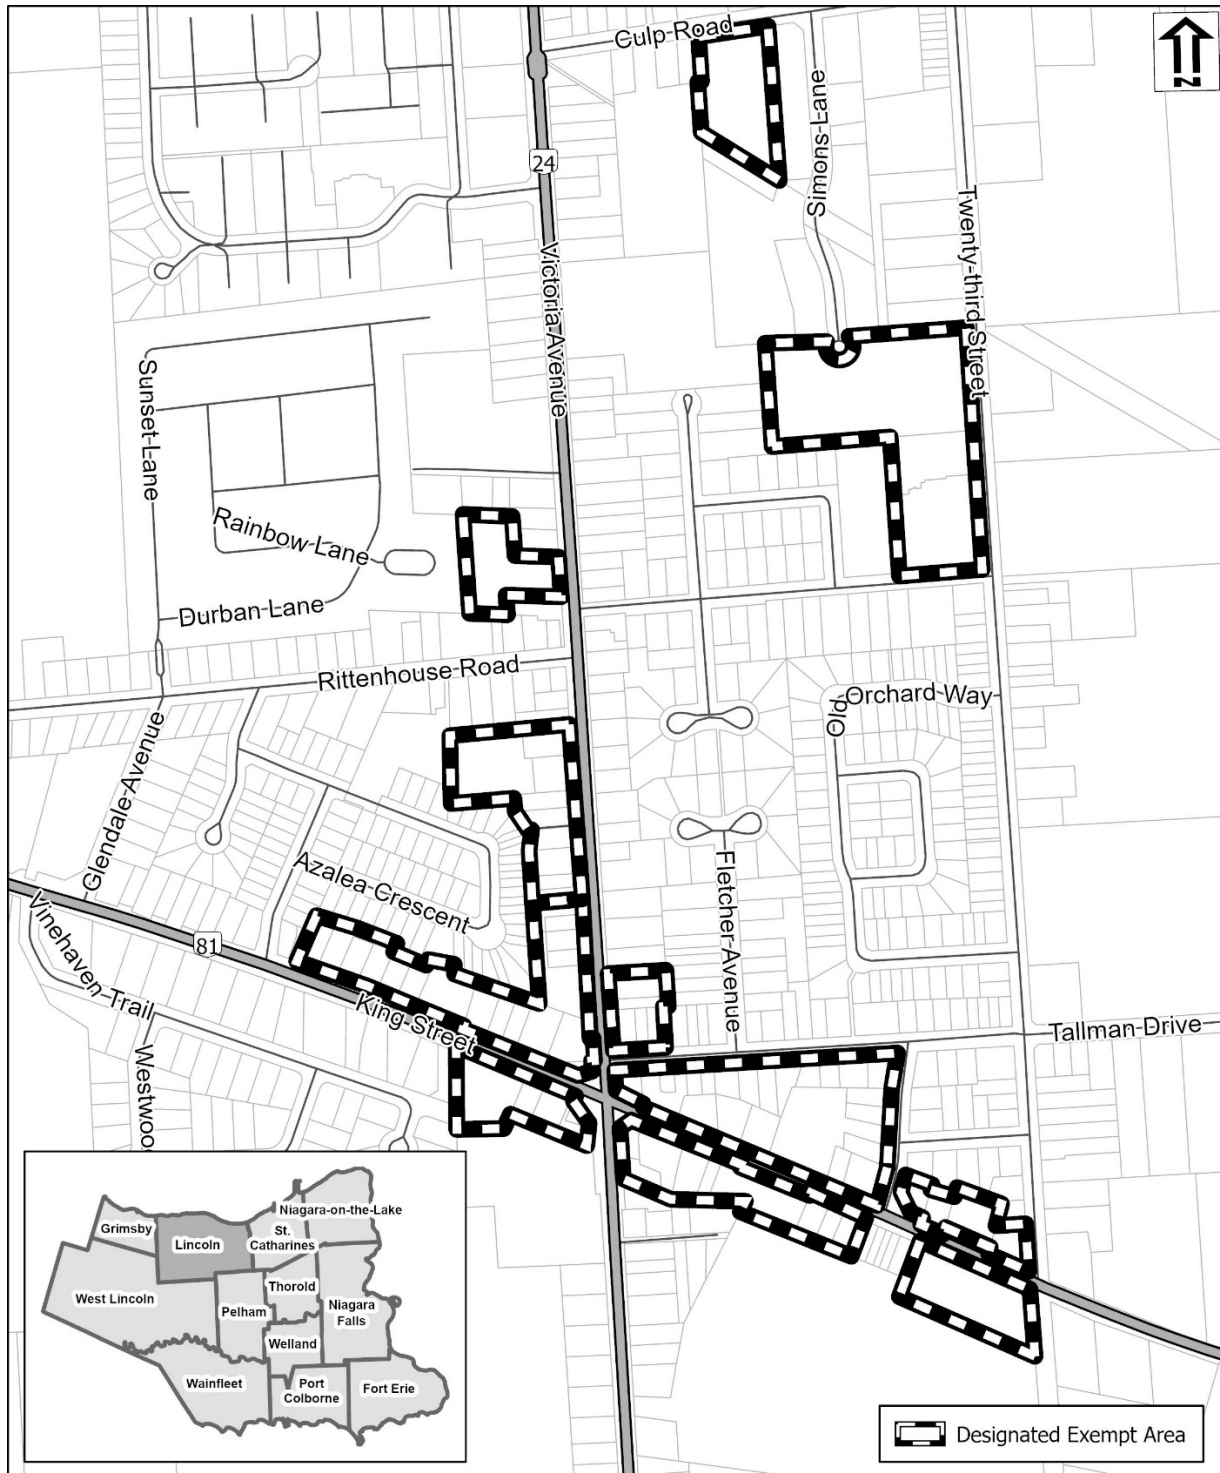 Culp Road
N
24
Simons Lane
Twenty-third Street
Victoria Avenue
Sunset Lane
Rainbow Lane
Durban Lane
Rittenhouse Road
Old
Orchard Way
Glendale Avenue
Azalea Crescent
Fletcher Avenue
81
Vinehaven Trail
King Street
Tallman Drive
Westwoo
Niagara-on-the-Lake
Grimsby
Lincoln
St.
Catharines
Thorold
West Lincoln
Pelham
Niagara
Falls
Welland
Wainfleet
Port
Colborne
Fort Erie
Designated Exempt Area